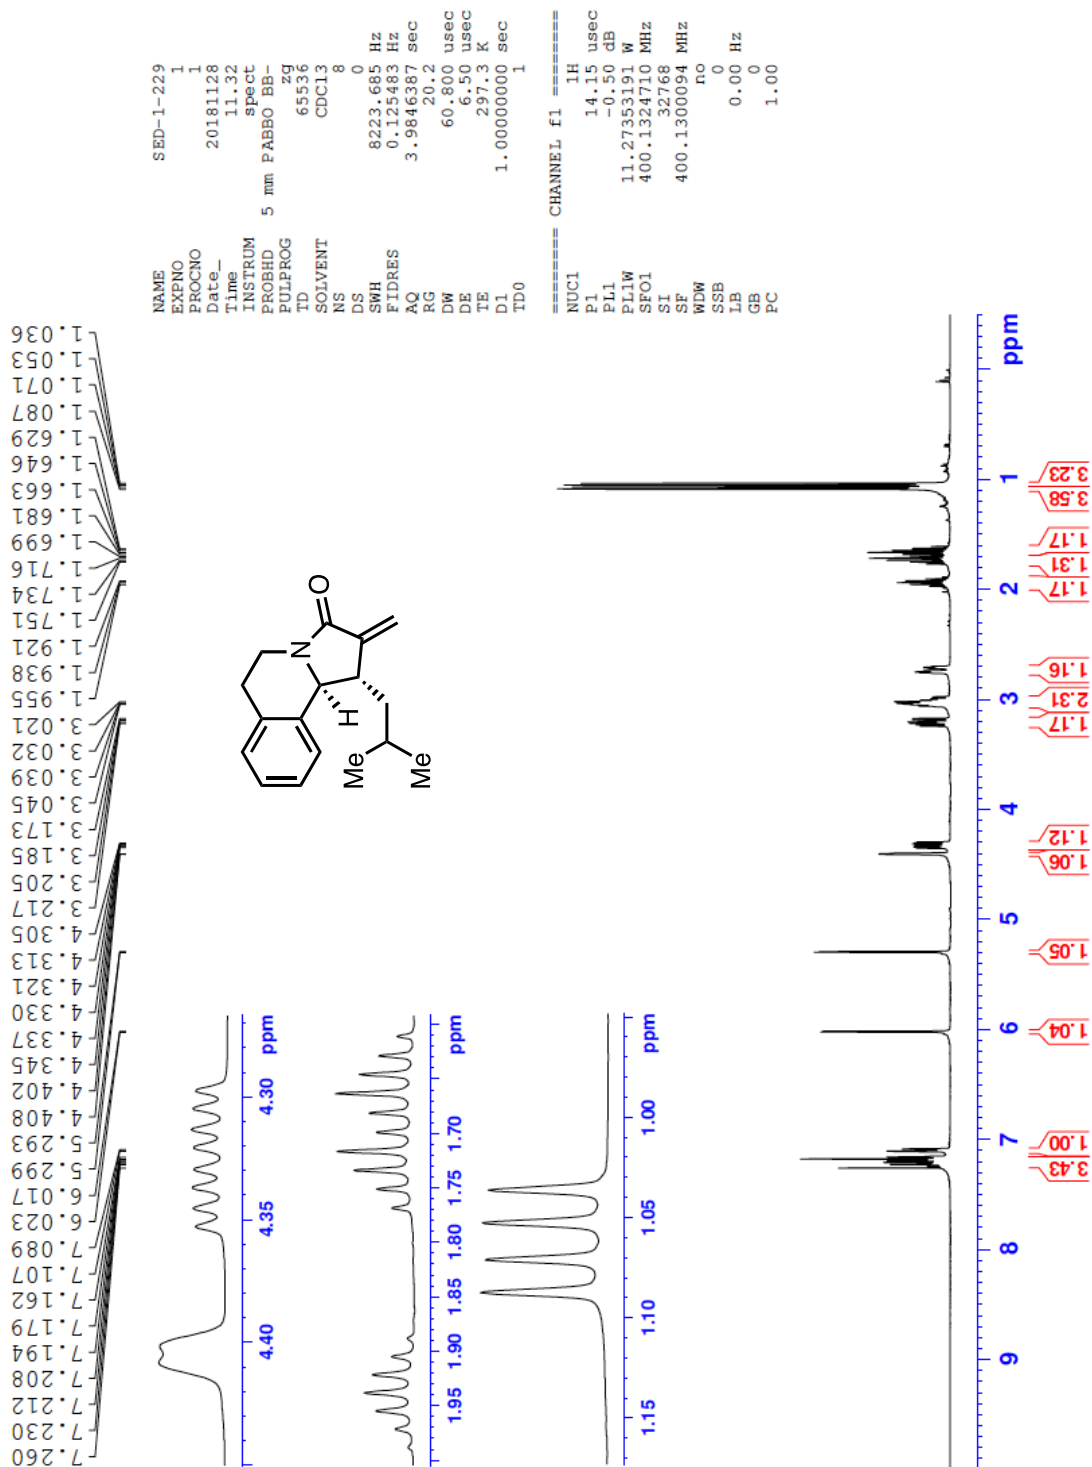 7.260
7.230
7.212
7.208
7.194
7.179
7.162
7.107
7.089
6.023
6.017
5.299
5.293
4.408
4.402
4.345
4.337
4.330
4.321
4.313
4.305
3.217
3.205
3.185
3.173
3.045
3.039
3.032
3.021
1.955
1.938
1.921
1.751
1.734
1.716
1.699
1.681
1.663
1.646
1.629
1.087
1.071
1.053
1.036
NAME SED-1-229
EXPNO 1
PROCNO 1
Date_ 20181128
Time 11.32
INSTRUM spect
PROBHD 5 mm PABBO BB-
PULPROG zg
TD 65536
SOLVENT CDCl3
NS 8
DS 0
SWH 8223.685 Hz
FIDRES 0.125483 Hz
AQ 3.9846387 sec
RG 20.2
DW 60.800 usec
DE 6.50 usec
TE 297.3 K
D1 1.00000000 sec
TD0 1
======== CHANNEL f1 ========
NUC1 1H
P1 14.15 usec
PL1 -0.50 dB
PL1W 11.27353191 W
SFO1 400.1324710 MHz
SI 32768
SF 400.1300094 MHz
WDW no
SSB 0
LB 0.00 Hz
GB 0
PC 1.00
O
N
H
Me
Me
4.40 4.35 4.30 ppm
1.95 1.90 1.85 1.80 1.75 1.70 ppm
1.15 1.10 1.05 1.00 ppm
9 8 7 6 5 4 3 2 1 ppm
3.43
1.00
1.04
1.05
1.06
1.12
1.17
2.31
1.16
1.17
1.31
1.17
3.58
3.23